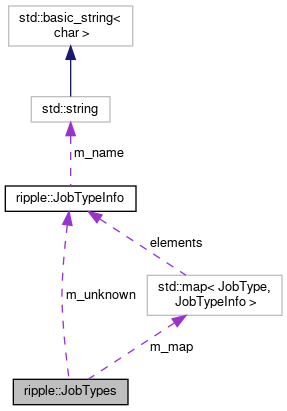 std::basic_string<
char >
std::string
m_name
ripple::JobTypeInfo
elements
std::map< JobType,
JobTypeInfo >
m_unknown
m_map
ripple::JobTypes